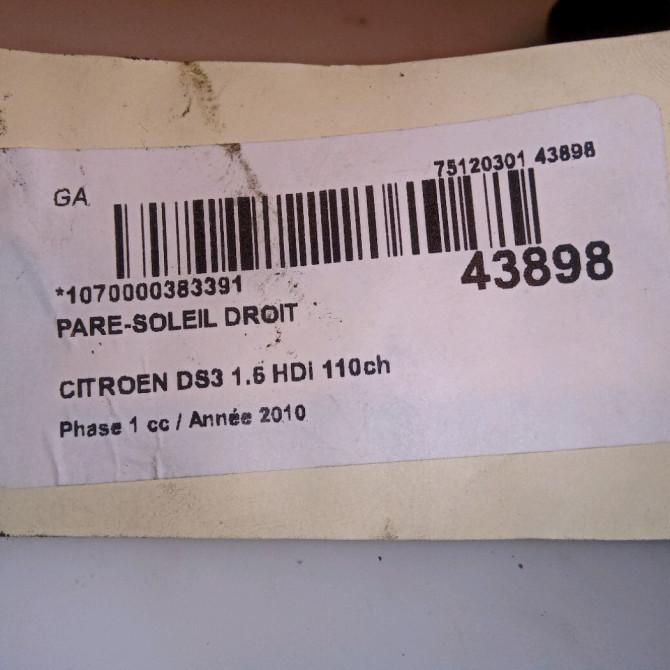 75120301 43898
GA
*1070000383391
43898
PARE-SOLEIL DROIT
CITROEN DS3 1.6 HDi 110ch
Phase 1 cc / Année 2010